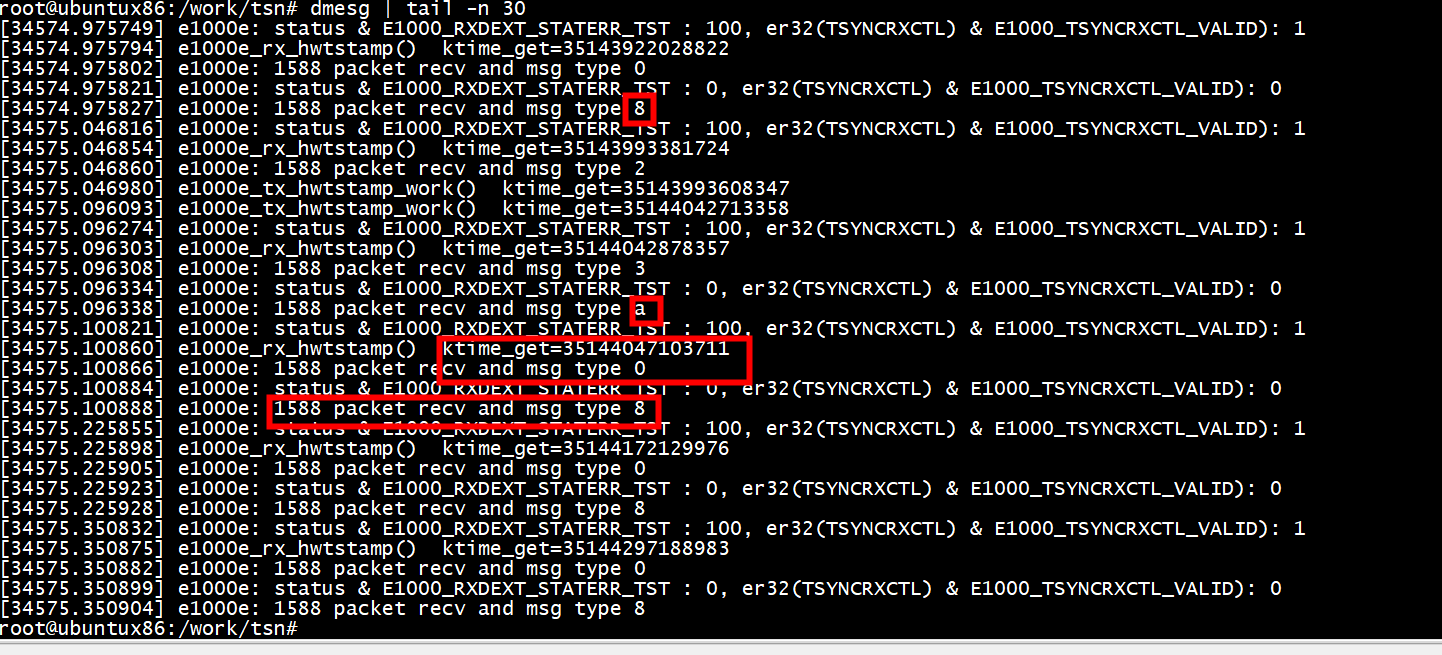 root@ubuntux86:/work/tsn# dmesg | tail -n 30
[34574.975749] e1000e: status & E1000_RXDEXT_STATERR_TST : 100, er32(TSYNCRXCTL) & E1000_TSYNCRXCTL_VALID): 1
[34574.975794] e1000e_rx_hwtstamp()  ktime_get=35143922028822
[34574.975802] e1000e: 1588 packet recv and msg type 0
[34574.975821] e1000e: status & E1000_RXDEXT_STATERR_TST : 0, er32(TSYNCRXCTL) & E1000_TSYNCRXCTL_VALID): 0
[34574.975827] e1000e: 1588 packet recv and msg type 8
[34575.046816] e1000e: status & E1000_RXDEXT_STATERR_TST : 100, er32(TSYNCRXCTL) & E1000_TSYNCRXCTL_VALID): 1
[34575.046854] e1000e_rx_hwtstamp()  ktime_get=35143993381724
[34575.046860] e1000e: 1588 packet recv and msg type 2
[34575.046980] e1000e_tx_hwtstamp_work()  ktime_get=35143993608347
[34575.096093] e1000e_tx_hwtstamp_work()  ktime_get=35144042713358
[34575.096274] e1000e: status & E1000_RXDEXT_STATERR_TST : 100, er32(TSYNCRXCTL) & E1000_TSYNCRXCTL_VALID): 1
[34575.096303] e1000e_rx_hwtstamp()  ktime_get=35144042878357
[34575.096308] e1000e: 1588 packet recv and msg type 3
[34575.096334] e1000e: status & E1000_RXDEXT_STATERR_TST : 0, er32(TSYNCRXCTL) & E1000_TSYNCRXCTL_VALID): 0
[34575.096338] e1000e: 1588 packet recv and msg type a
[34575.100821] e1000e: status & E1000_RXDEXT_STATERR_TST : 100, er32(TSYNCRXCTL) & E1000_TSYNCRXCTL_VALID): 1
[34575.100860] e1000e_rx_hwtstamp()  ktime_get=35144047103711
[34575.100866] e1000e: 1588 packet recv and msg type 0
[34575.100884] e1000e: status & E1000_RXDEXT_STATERR_TST : 0, er32(TSYNCRXCTL) & E1000_TSYNCRXCTL_VALID): 0
[34575.100888] e1000e: 1588 packet recv and msg type 8
[34575.225855] e1000e: status & E1000_RXDEXT_STATERR_TST : 100, er32(TSYNCRXCTL) & E1000_TSYNCRXCTL_VALID): 1
[34575.225898] e1000e_rx_hwtstamp()  ktime_get=35144172129976
[34575.225905] e1000e: 1588 packet recv and msg type 0
[34575.225923] e1000e: status & E1000_RXDEXT_STATERR_TST : 0, er32(TSYNCRXCTL) & E1000_TSYNCRXCTL_VALID): 0
[34575.225928] e1000e: 1588 packet recv and msg type 8
[34575.350832] e1000e: status & E1000_RXDEXT_STATERR_TST : 100, er32(TSYNCRXCTL) & E1000_TSYNCRXCTL_VALID): 1
[34575.350875] e1000e_rx_hwtstamp()  ktime_get=35144297188983
[34575.350882] e1000e: 1588 packet recv and msg type 0
[34575.350899] e1000e: status & E1000_RXDEXT_STATERR_TST : 0, er32(TSYNCRXCTL) & E1000_TSYNCRXCTL_VALID): 0
[34575.350904] e1000e: 1588 packet recv and msg type 8
root@ubuntux86:/work/tsn#